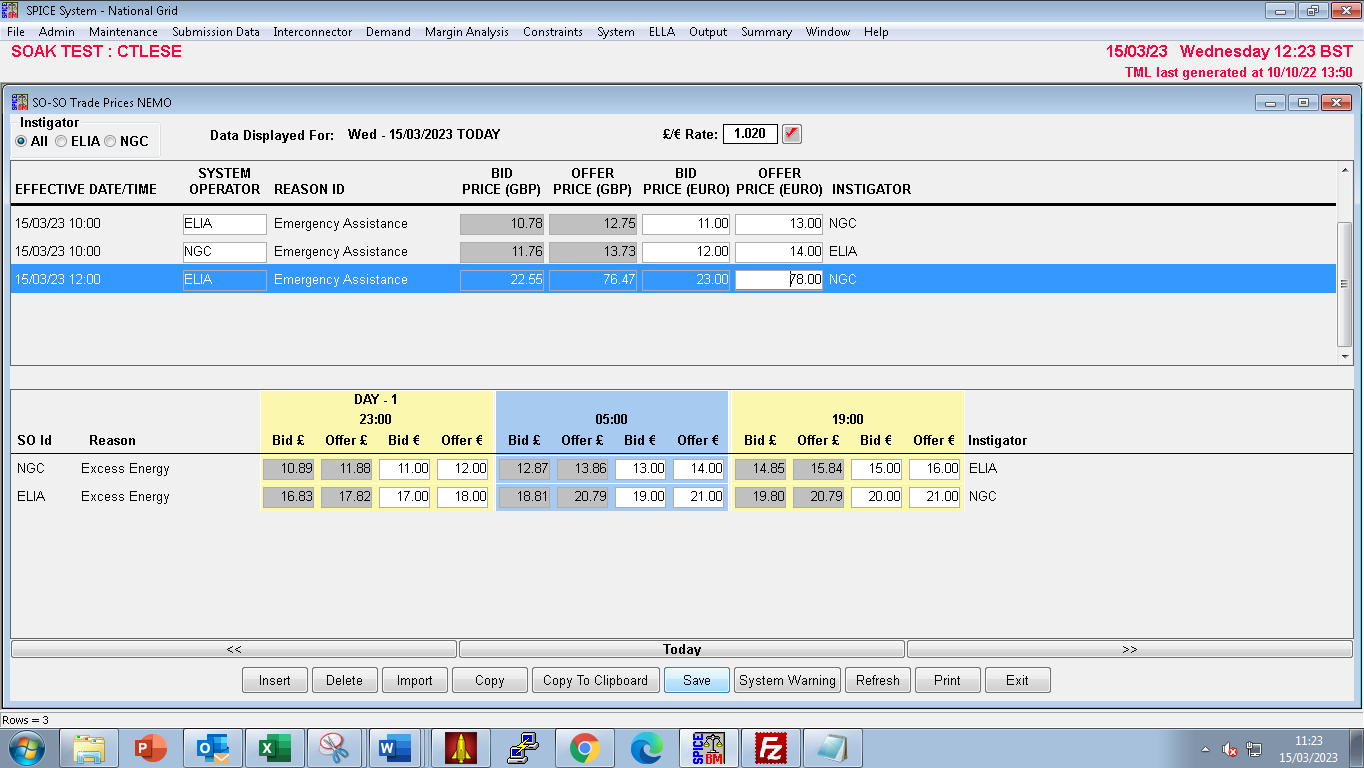 SPICE System - National Grid
File Admin Maintenance Submission Data Interconnector Demand Margin Analysis Constraints System ELLA Output Summary Window Help
SOAK TEST : CTLESE 15/03/23 Wednesday 12:23 BST
TML last generated at 10/10/22 13:50
SO-SO Trade Prices NEMO
Instigator
All ELIA NGC Data Displayed For: Wed - 15/03/2023 TODAY £/€ Rate: 1.020
SYSTEM BID OFFER BID OFFER
EFFECTIVE DATE/TIME OPERATOR REASON ID PRICE (GBP) PRICE (GBP) PRICE (EURO) PRICE (EURO) INSTIGATOR
15/03/23 10:00 ELIA Emergency Assistance 10.78 12.75 11.00 13.00 NGC
15/03/23 10:00 NGC Emergency Assistance 11.76 13.73 12.00 14.00 ELIA
15/03/23 12:00 ELIA Emergency Assistance 22.55 76.47 23.00 78.00 NGC
DAY - 1
23:00 05:00 19:00
SO Id Reason Bid £ Offer £ Bid € Offer € Bid £ Offer £ Bid € Offer € Bid £ Offer £ Bid € Offer € Instigator
NGC Excess Energy 10.89 11.88 11.00 12.00 12.87 13.86 13.00 14.00 14.85 15.84 15.00 16.00 ELIA
ELIA Excess Energy 16.83 17.82 17.00 18.00 18.81 20.79 19.00 21.00 19.80 20.79 20.00 21.00 NGC
<< Today >>
Insert Delete Import Copy Copy To Clipboard Save System Warning Refresh Print Exit
Rows = 3
SPICE BM
11:23
15/03/2023